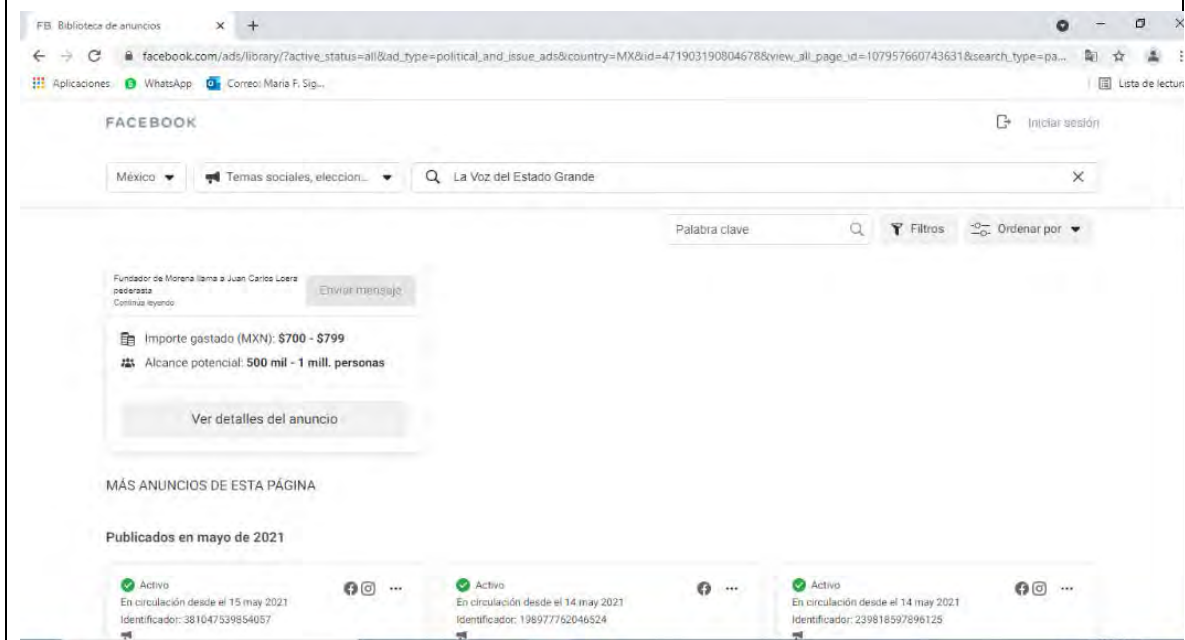 FB Biblioteca de anuncios
facebook.com/ads/library/?active_status=all&ad_type=political_and_issue_ads&country=MX&id=471903190804678&view_all_page_id=107957660743631&search_type=pa...
Aplicaciones WhatsApp Correo: Maria F. Sig... Lista de lectura
FACEBOOK Iniciar sesión
México Temas sociales, eleccion... La Voz del Estado Grande
Palabra clave Filtros Ordenar por
Fundador de Morena llama a Juan Carlos Loera
pederasta
Continúa leyendo
Enviar mensaje
Importe gastado (MXN): $700 - $799
Alcance potencial: 500 mil - 1 mill. personas
Ver detalles del anuncio
MÁS ANUNCIOS DE ESTA PÁGINA
Publicados en mayo de 2021
Activo
En circulación desde el 15 may 2021
Identificador: 381047539854057
Activo
En circulación desde el 14 may 2021
Identificador: 198977762046524
Activo
En circulación desde el 14 may 2021
Identificador: 239818597896125